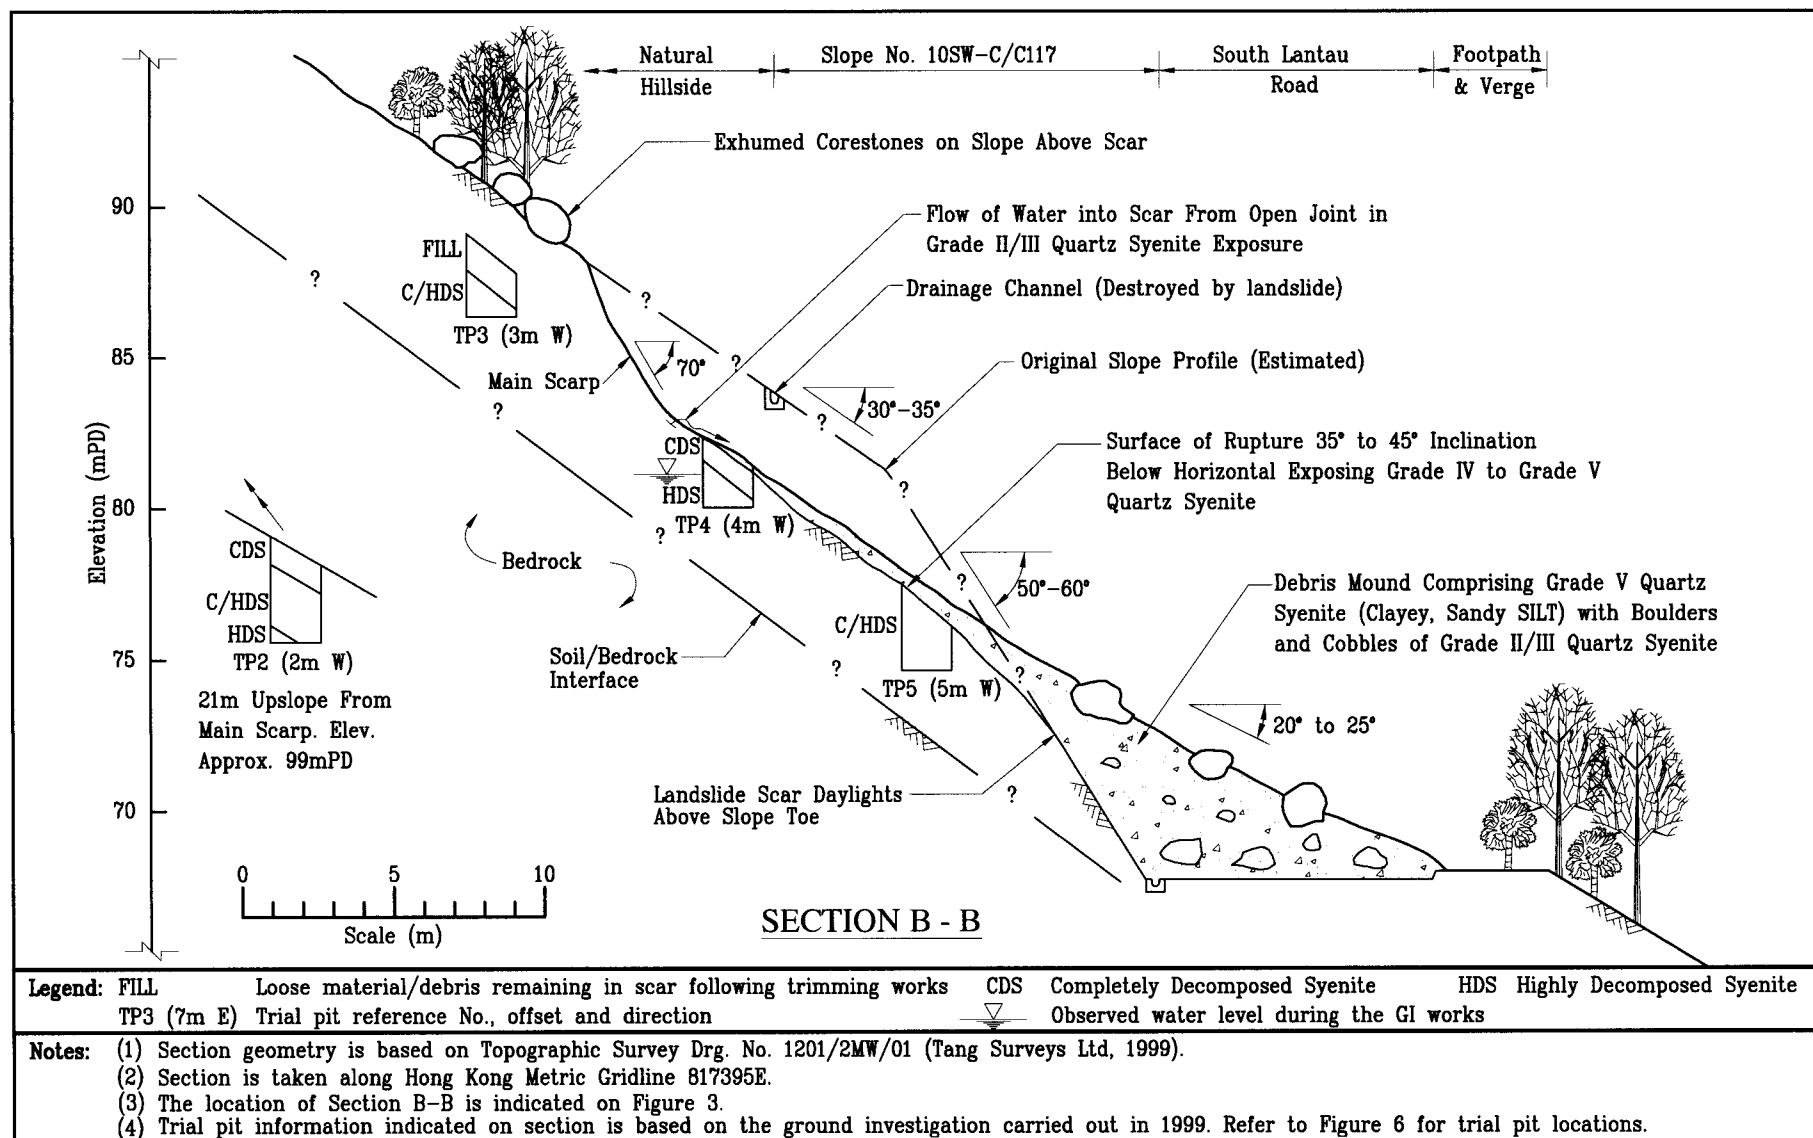 Natural
Hillside
Slope No. 10SW-C/C117
South Lantau
Road
Footpath
& Verge
Exhumed Corestones on Slope Above Scar
90
Flow of Water into Scar From Open Joint in
Grade II/III Quartz Syenite Exposure
FILL
C/HDS
TP3 (3m W)
?
?
Drainage Channel (Destroyed by landslide)
85
Main Scarp
70°
?
Original Slope Profile (Estimated)
30°-35°
?
?
Elevation (mPD)
CDS
HDS
TP4 (4m W)
Surface of Rupture 35° to 45° Inclination
Below Horizontal Exposing Grade IV to Grade V
Quartz Syenite
?
80
?
CDS
C/HDS
HDS
TP2 (2m W)
21m Upslope From
Main Scarp. Elev.
Approx. 99mPD
Bedrock
?
50°-60°
Debris Mound Comprising Grade V Quartz
Syenite (Clayey, Sandy SILT) with Boulders
and Cobbles of Grade II/III Quartz Syenite
C/HDS
TP5 (5m W)
75
Soil/Bedrock
Interface
?
?
20° to 25°
Landslide Scar Daylights
Above Slope Toe
?
70
0 5 10
Scale (m)
SECTION B - B
Legend: FILL Loose material/debris remaining in scar following trimming works CDS Completely Decomposed Syenite HDS Highly Decomposed Syenite
TP3 (7m E) Trial pit reference No., offset and direction Observed water level during the GI works
Notes: (1) Section geometry is based on Topographic Survey Drg. No. 1201/2MW/01 (Tang Surveys Ltd, 1999).
(2) Section is taken along Hong Kong Metric Gridline 817395E.
(3) The location of Section B-B is indicated on Figure 3.
(4) Trial pit information indicated on section is based on the ground investigation carried out in 1999. Refer to Figure 6 for trial pit locations.